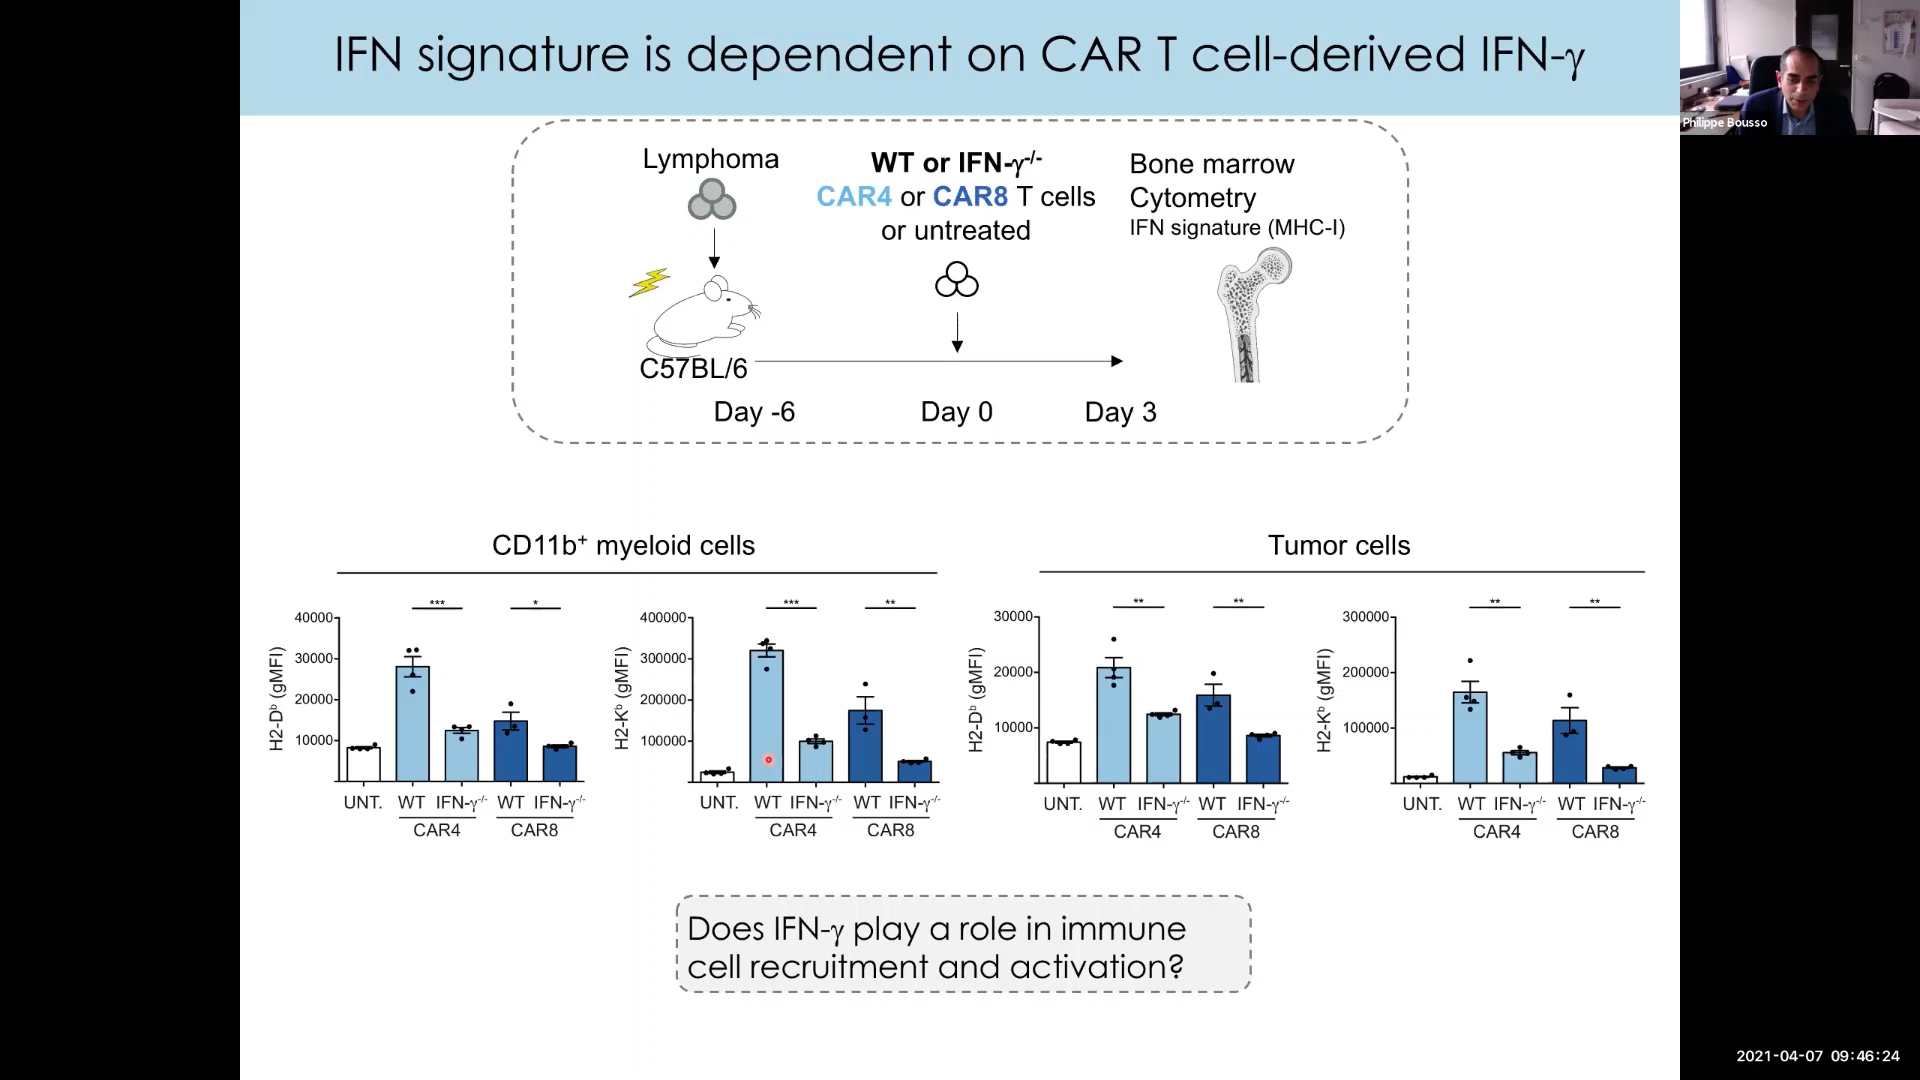 IFN signature is dependent on CAR T cell-derived IFN-γ
Philippe Bousso
Lymphoma
WT or IFN-γ-/-
CAR4 or CAR8 T cells
or untreated
Bone marrow
Cytometry
IFN signature (MHC-I)
C57BL/6
Day -6
Day 0
Day 3
CD11b+ myeloid cells
Tumor cells
H2-Db (gMFI)
40000
30000
20000
10000
***
*
UNT.
WT
IFN-γ-/-
WT
IFN-γ-/-
CAR4
CAR8
H2-Kb (gMFI)
400000
300000
200000
100000
***
**
UNT.
WT
IFN-γ-/-
WT
IFN-γ-/-
CAR4
CAR8
H2-Db (gMFI)
30000
20000
10000
**
**
UNT.
WT
IFN-γ-/-
WT
IFN-γ-/-
CAR4
CAR8
H2-Kb (gMFI)
300000
200000
100000
**
**
UNT.
WT
IFN-γ-/-
WT
IFN-γ-/-
CAR4
CAR8
Does IFN-γ play a role in immune
cell recruitment and activation?
2021-04-07 09:46:24